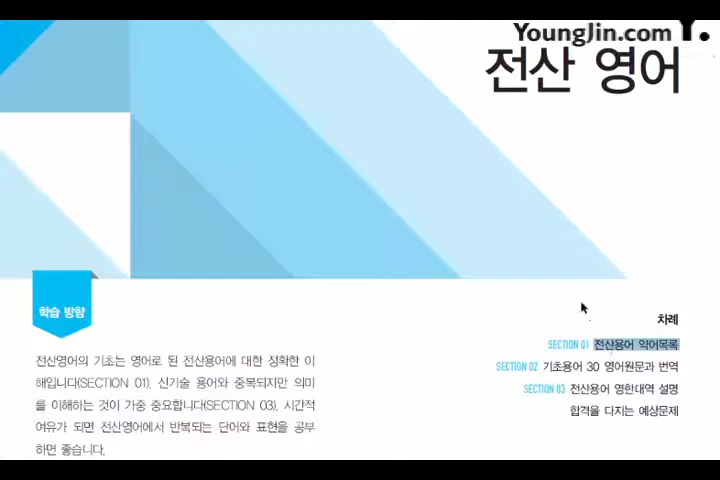 YoungJin.com Y.
전산 영어
학습 방향
전산영어의 기초는 영어로 된 전산용어에 대한 정확한 이
해입니다(SECTION 01). 신기술 용어와 중복되지만 의미
를 이해하는 것이 가중 중요합니다(SECTION 03). 시간적
여유가 되면 전산영어에서 반복되는 단어와 표현을 공부
하면 좋습니다.
차례
SECTION 01 전산용어 약어목록
SECTION 02 기초용어 30 영어원문과 번역
SECTION 03 전산용어 영한대역 설명
합격을 다지는 예상문제